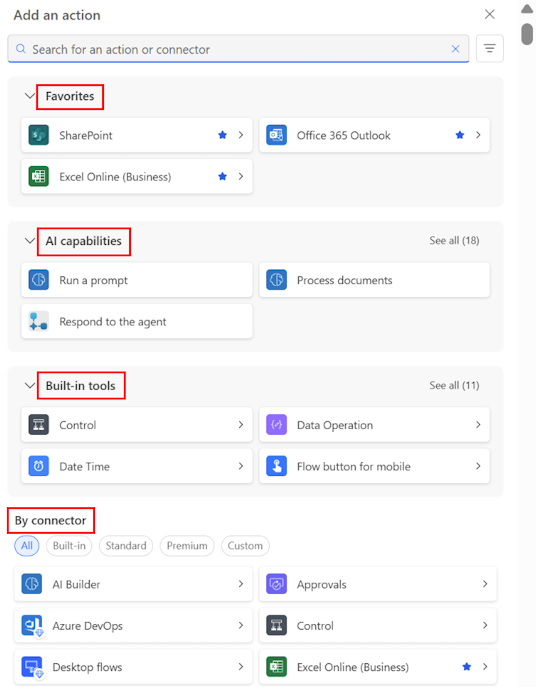 Add an action
Search for an action or connector
Favorites
SharePoint
Office 365 Outlook
Excel Online (Business)
AI capabilities
See all (18)
Run a prompt
Process documents
Respond to the agent
Built-in tools
See all (11)
Control
Data Operation
Date Time
Flow button for mobile
By connector
All Built-in Standard Premium Custom
AI Builder
Approvals
Azure DevOps
Control
Desktop flows
Excel Online (Business)